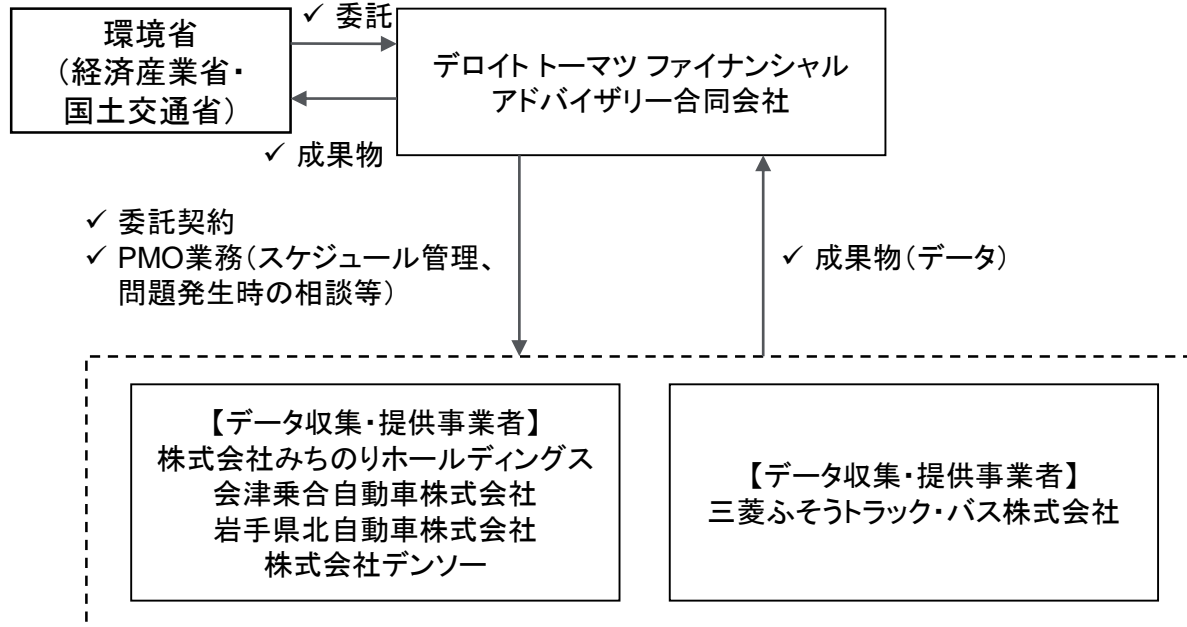 ✓ 委託
環境省
(経済産業省・
国土交通省)
デロイト トーマツ ファイナンシャル
アドバイザリー合同会社
✓ 成果物
✓ 委託契約
✓ PMO業務(スケジュール管理、
問題発生時の相談等)
✓ 成果物(データ)
【データ収集・提供事業者】
株式会社みちのりホールディングス
会津乗合自動車株式会社
岩手県北自動車株式会社
株式会社デンソー
【データ収集・提供事業者】
三菱ふそうトラック・バス株式会社